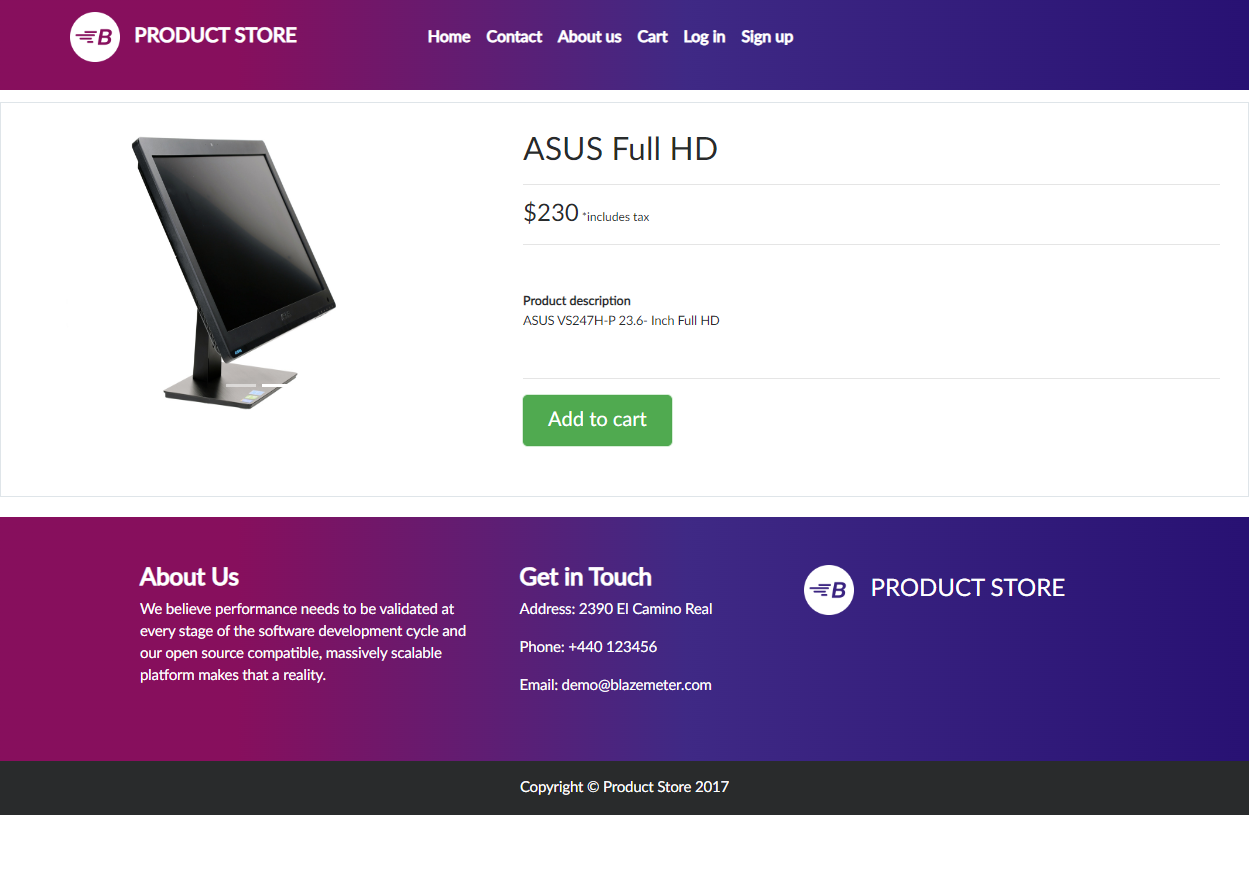 B PRODUCT STORE Home Contact About us Cart Log in Sign up
ASUS Full HD
$230 *includes tax
Product description
ASUS VS247H-P 23.6- Inch Full HD
Add to cart
About Us
We believe performance needs to be validated at
every stage of the software development cycle and
our open source compatible, massively scalable
platform makes that a reality.
Get in Touch
Address: 2390 El Camino Real
Phone: +440 123456
Email: demo@blazemeter.com
B PRODUCT STORE
Copyright © Product Store 2017